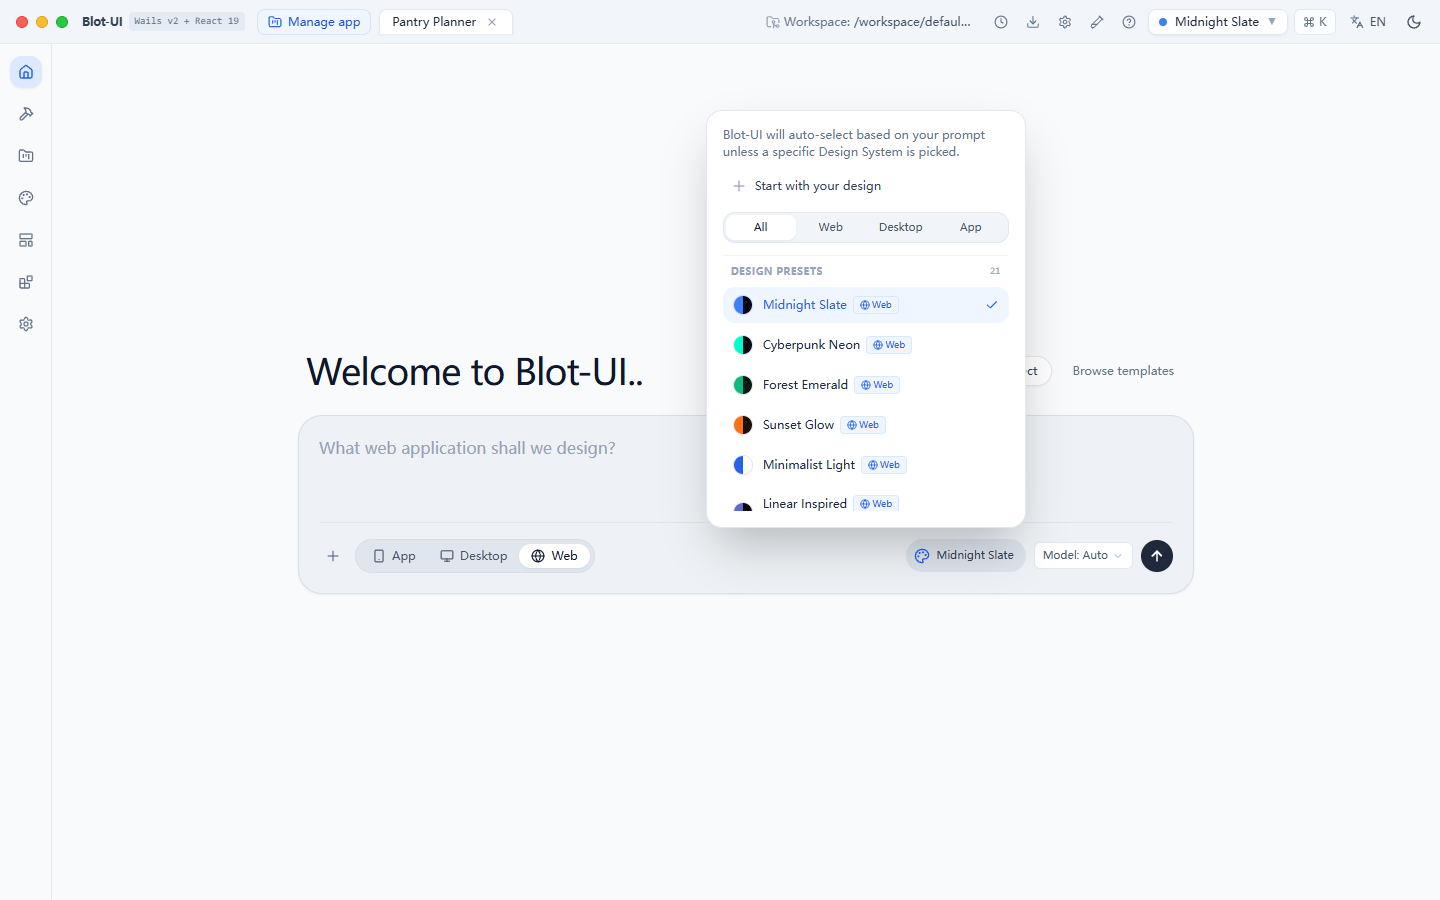 Blot-UI Wails v2 + React 19 Manage app Pantry Planner Workspace: /workspace/defaul... Midnight Slate ⌘ K EN
Blot-UI will auto-select based on your prompt
unless a specific Design System is picked.
Start with your design
All Web Desktop App
DESIGN PRESETS 21
Midnight Slate Web
Cyberpunk Neon Web
Forest Emerald Web
Sunset Glow Web
Minimalist Light Web
Linear Inspired Web
Welcome to Blot-UI..
ct Browse templates
What web application shall we design?
App Desktop Web Midnight Slate Model: Auto